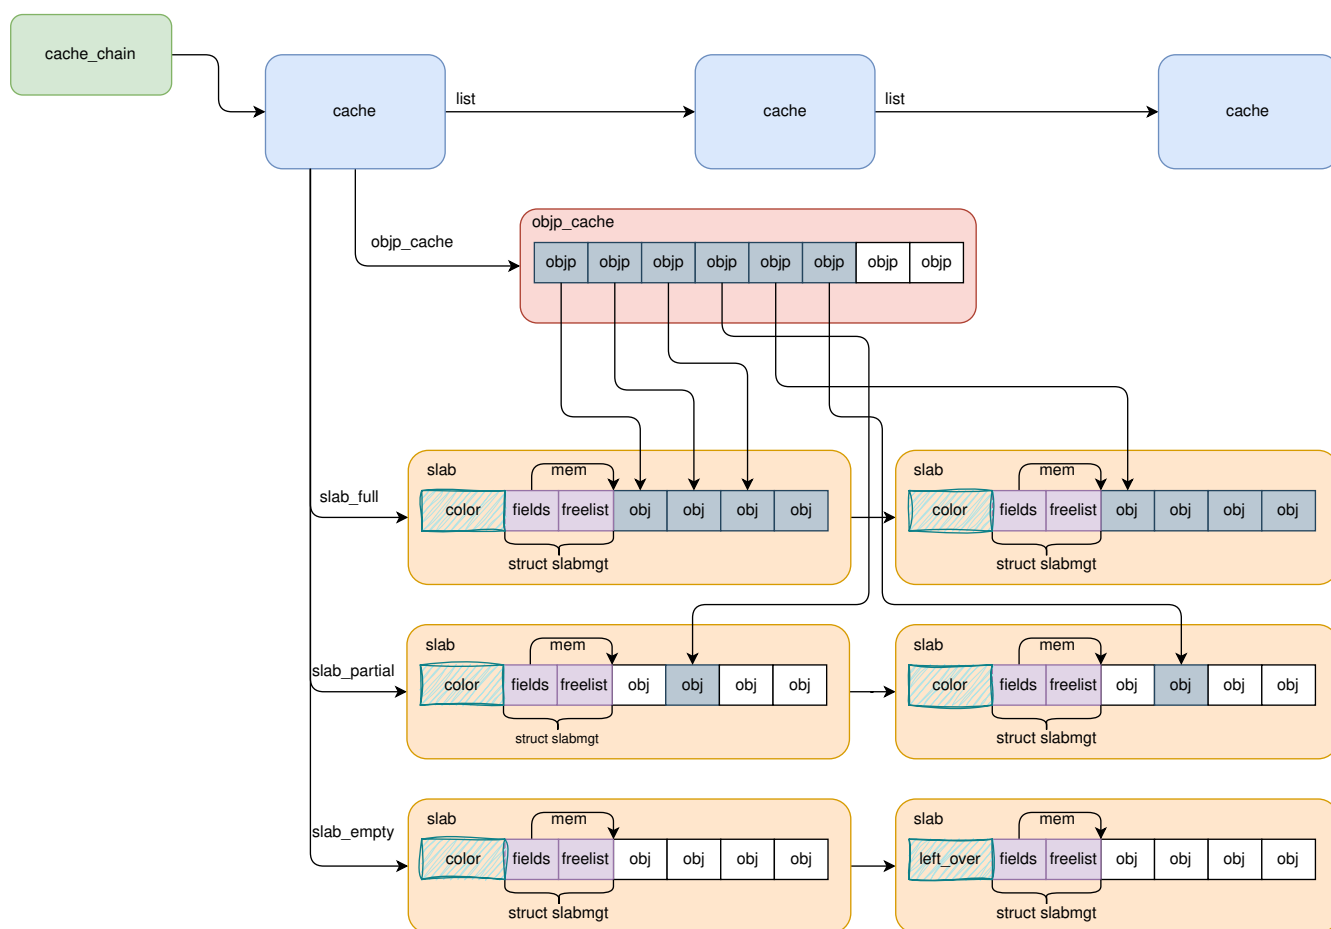 cache_chain
cache
list
cache
list
cache
objp_cache
objp_cache
objp objp objp objp objp objp objp objp
slab_full
slab
mem
color fields freelist obj obj obj obj
struct slabmgt
slab
mem
color fields freelist obj obj obj obj
struct slabmgt
slab_partial
slab
mem
color fields freelist obj obj obj obj
struct slabmgt
slab
mem
color fields freelist obj obj obj obj
struct slabmgt
slab_empty
slab
mem
color fields freelist obj obj obj obj
struct slabmgt
slab
mem
left_over fields freelist obj obj obj obj
struct slabmgt